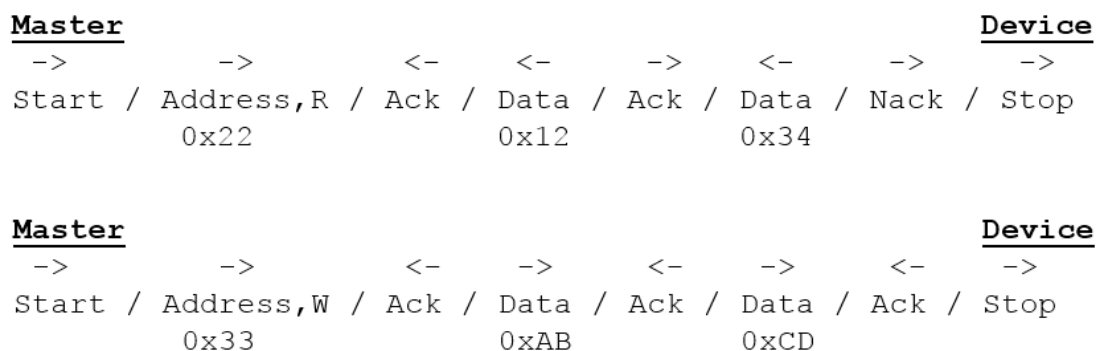 Master Device
-> -> <- <- -> <- -> ->
Start / Address,R / Ack / Data / Ack / Data / Nack / Stop
0x22 0x12 0x34
Master Device
-> -> <- -> <- -> <- ->
Start / Address,W / Ack / Data / Ack / Data / Ack / Stop
0x33 0xAB 0xCD